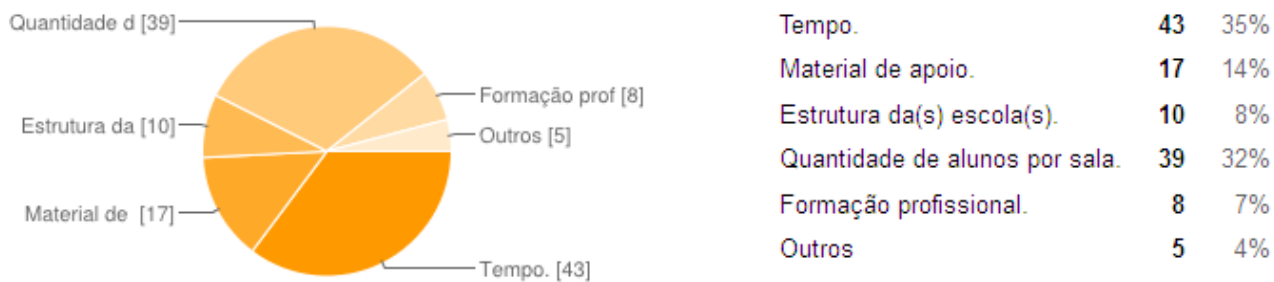 Quantidade d [39]
Estrutura da [10]
Material de [17]
Formação prof [8]
Outros [5]
Tempo. [43]
Tempo. 43 35%
Material de apoio. 17 14%
Estrutura da(s) escola(s). 10 8%
Quantidade de alunos por sala. 39 32%
Formação profissional. 8 7%
Outros 5 4%